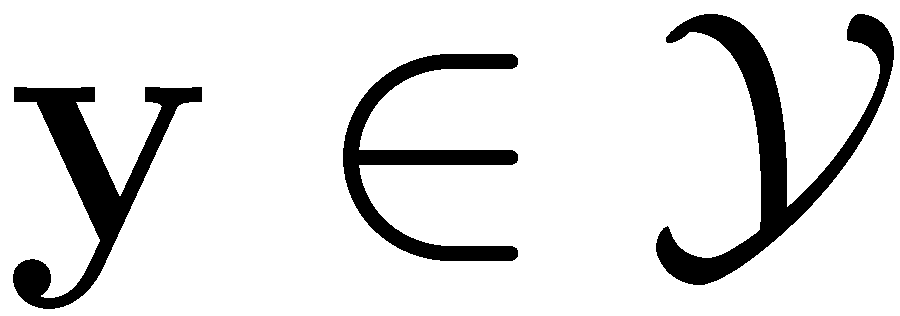 𝐲 ∈ 𝒴